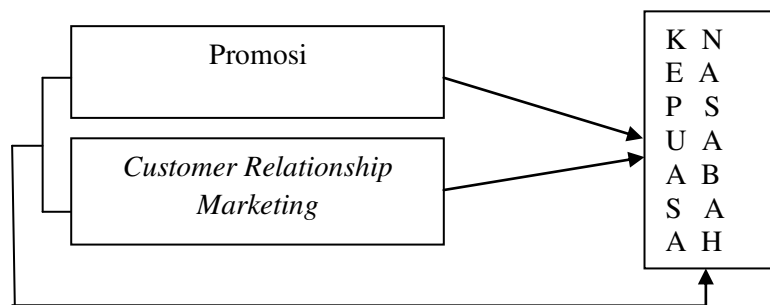 Promosi
Customer Relationship
Marketing
K N
E A
P S
U A
A B
S A
A H